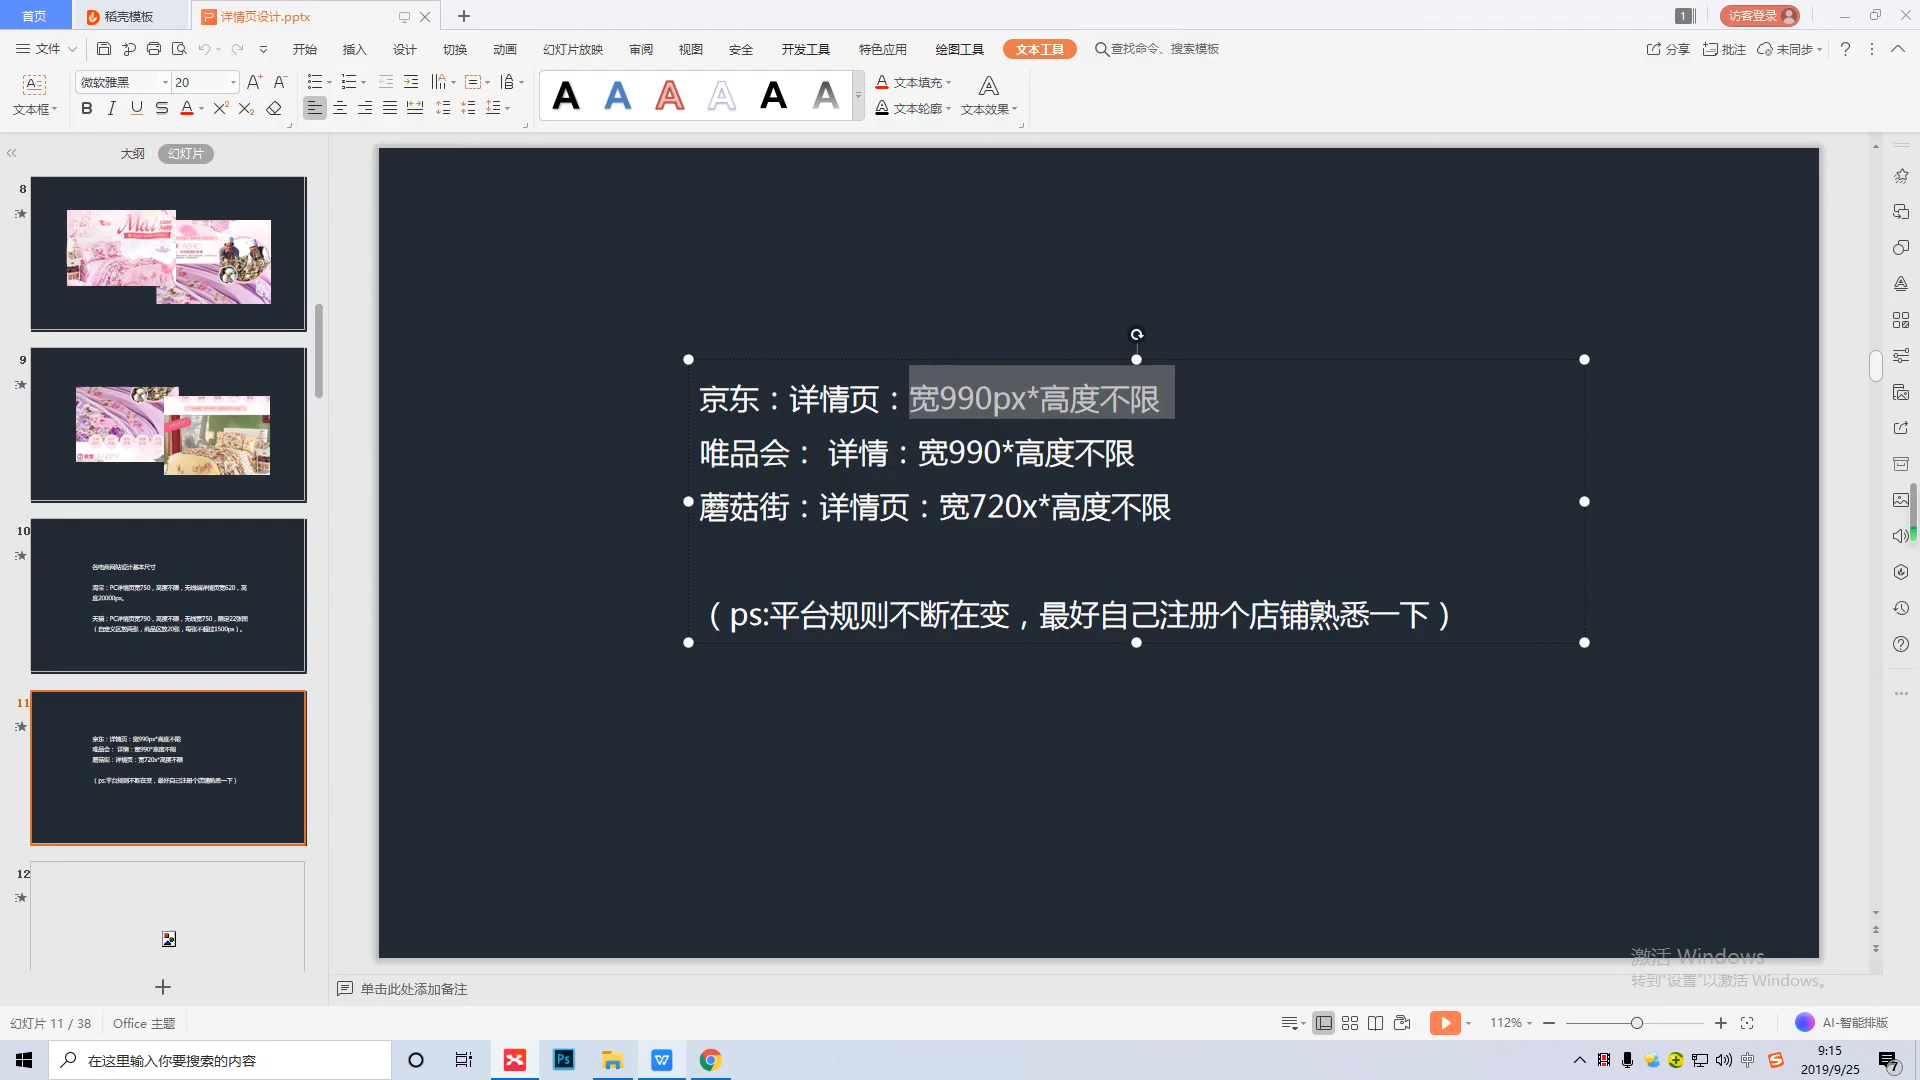 首页
稻壳模板
详情页设计.pptx
1
访客登录
文件
开始
插入
设计
切换
动画
幻灯片放映
审阅
视图
安全
开发工具
特色应用
绘图工具
文本工具
查找命令、搜索模板
分享
批注
未同步
文本框
微软雅黑
20
文本填充
文本轮廓
文本效果
大纲
幻灯片
8
9
10
各电商网站设计基本尺寸
淘宝：PC详情页宽750，高度不限，无线端详情页宽620，高
度20000px。
天猫：PC详情页宽790，高度不限，无线宽750，限定22张图
（自定义区放两张，商品区放20张，每张不超过1500px）。
11
京东：详情页：宽990px*高度不限
唯品会： 详情：宽990*高度不限
蘑菇街：详情页：宽720x*高度不限
（ps:平台规则不断在变，最好自己注册个店铺熟悉一下）
12
京东：详情页：宽990px*高度不限
唯品会： 详情：宽990*高度不限
蘑菇街：详情页：宽720x*高度不限
（ps:平台规则不断在变，最好自己注册个店铺熟悉一下）
激活 Windows
转到"设置"以激活 Windows。
单击此处添加备注
幻灯片 11 / 38
Office 主题
112%
AI-智能排版
在这里输入你要搜索的内容
Ps
中
9:15
2019/9/25
7